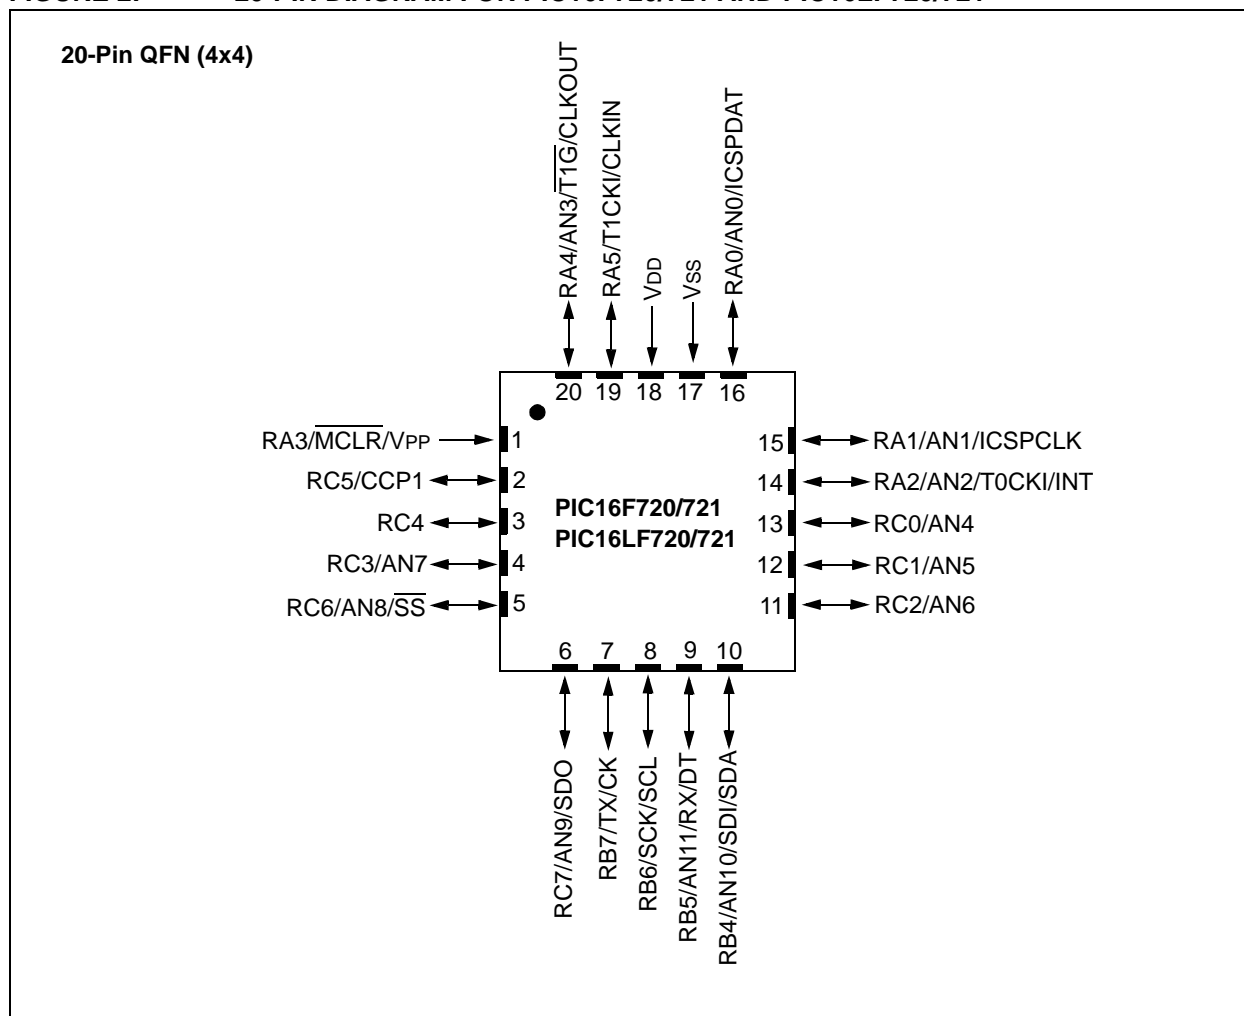 20-Pin QFN (4x4)
RA4/AN3/T1G/CLKOUT
RA5/T1CKI/CLKIN
VDD
VSS
RA0/AN0/ICSPDAT
20 19 18 17 16
RA3/MCLR/VPP 1
RC5/CCP1 2
RC4 3
RC3/AN7 4
RC6/AN8/SS 5
PIC16F720/721
PIC16LF720/721
15 RA1/AN1/ICSPCLK
14 RA2/AN2/T0CKI/INT
13 RC0/AN4
12 RC1/AN5
11 RC2/AN6
6 7 8 9 10
RC7/AN9/SDO
RB7/TX/CK
RB6/SCK/SCL
RB5/AN11/RX/DT
RB4/AN10/SDI/SDA